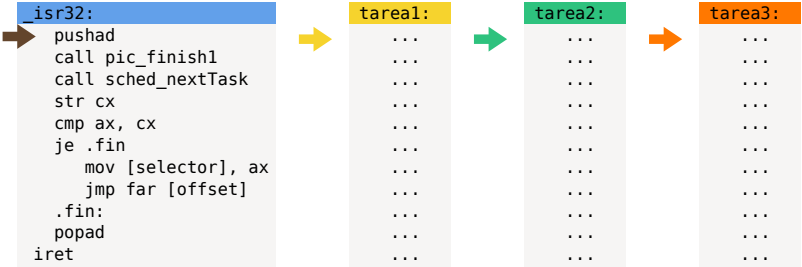 _isr32: tarea1: tarea2: tarea3:
pushad ... ... ...
call pic_finish1 ... ... ...
call sched_nextTask ... ... ...
str cx ... ... ...
cmp ax, cx ... ... ...
je .fin ... ... ...
mov [selector], ax ... ... ...
jmp far [offset] ... ... ...
.fin: ... ... ...
popad ... ... ...
iret ... ... ...